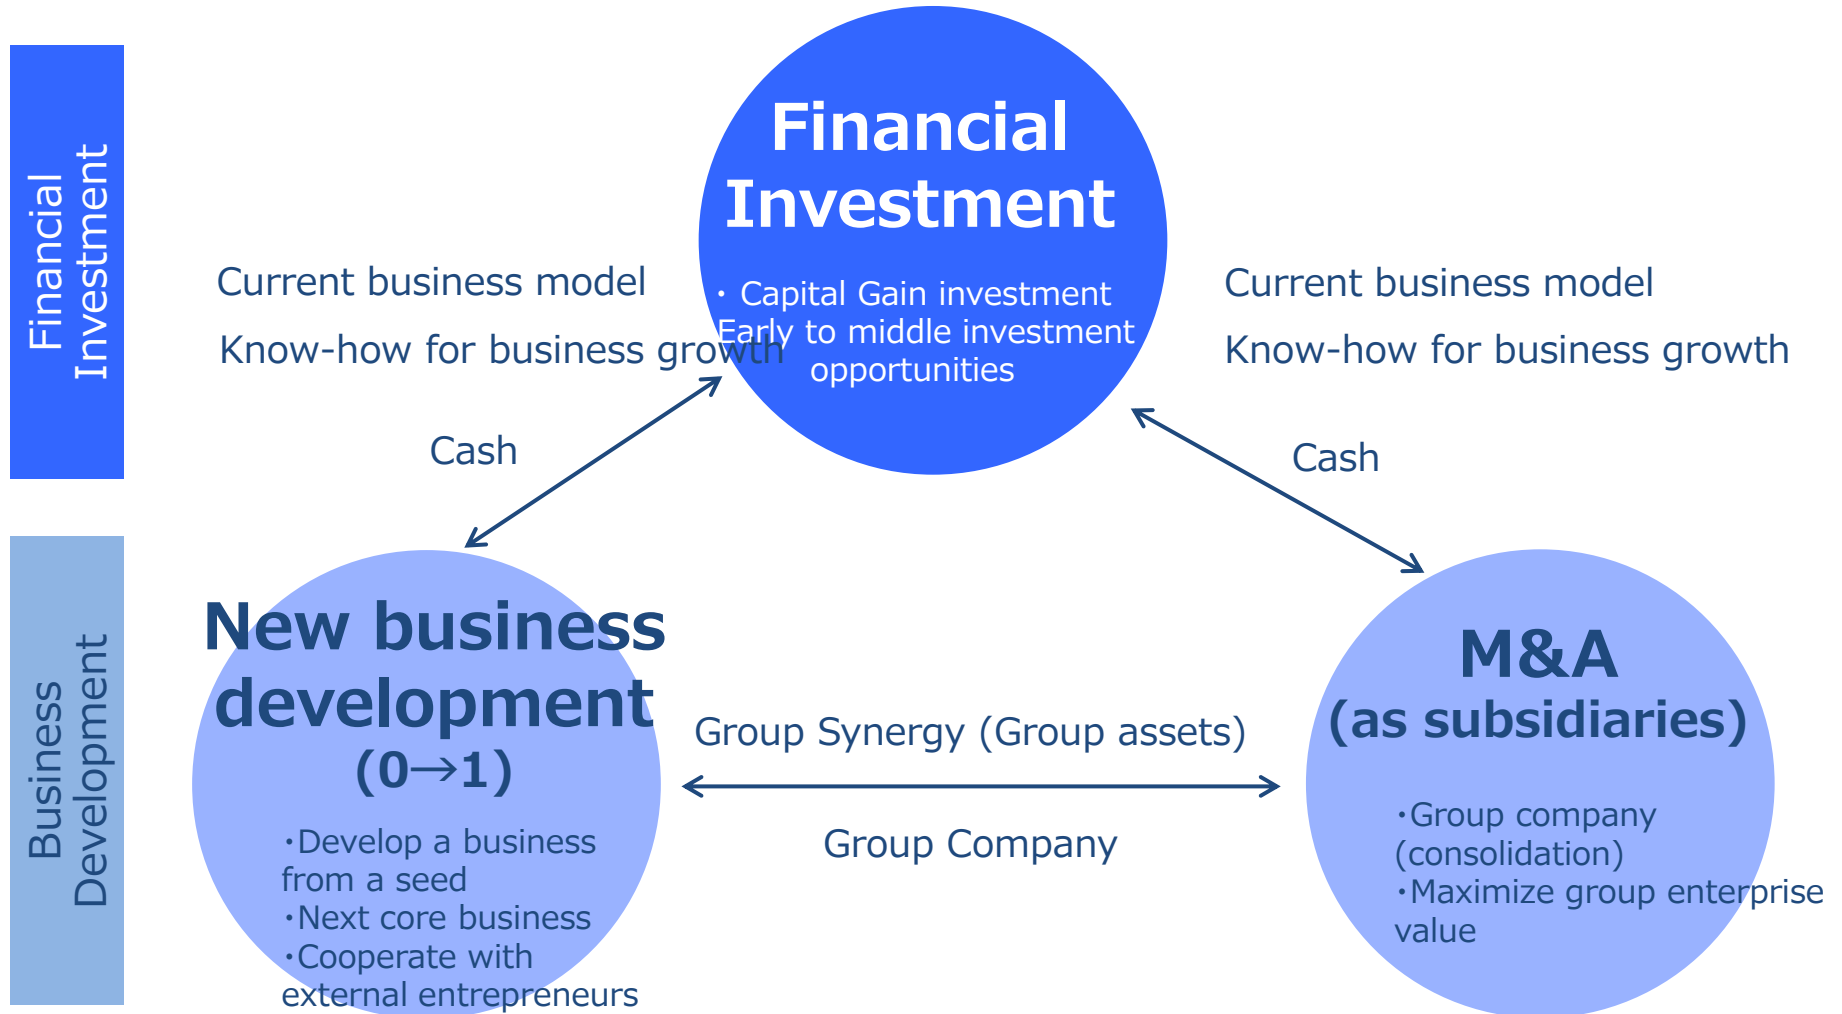 Financial
Investment
Financial
Investment
・ Capital Gain investment
Early to middle investment
opportunities
Current business model
Know-how for business growth
Cash
Current business model
Know-how for business growth
Cash
Business
Development
New business
development
(0→1)
・Develop a business
from a seed
・Next core business
・Cooperate with
external entrepreneurs
Group Synergy (Group assets)
Group Company
M&A
(as subsidiaries)
・Group company
(consolidation)
・Maximize group enterprise
value